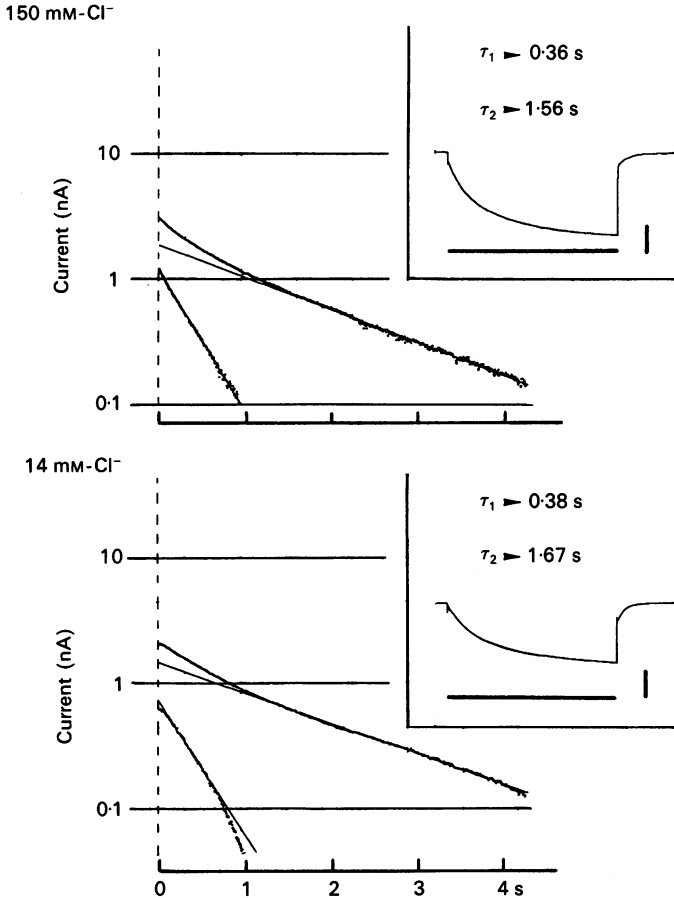 150 mM-Cl⁻
τ₁ ► 0·36 s
τ₂ ► 1·56 s
10
1
0·1
Current (nA)
14 mM-Cl⁻
τ₁ ► 0·38 s
τ₂ ► 1·67 s
10
1
0·1
Current (nA)
0 1 2 3 4 s